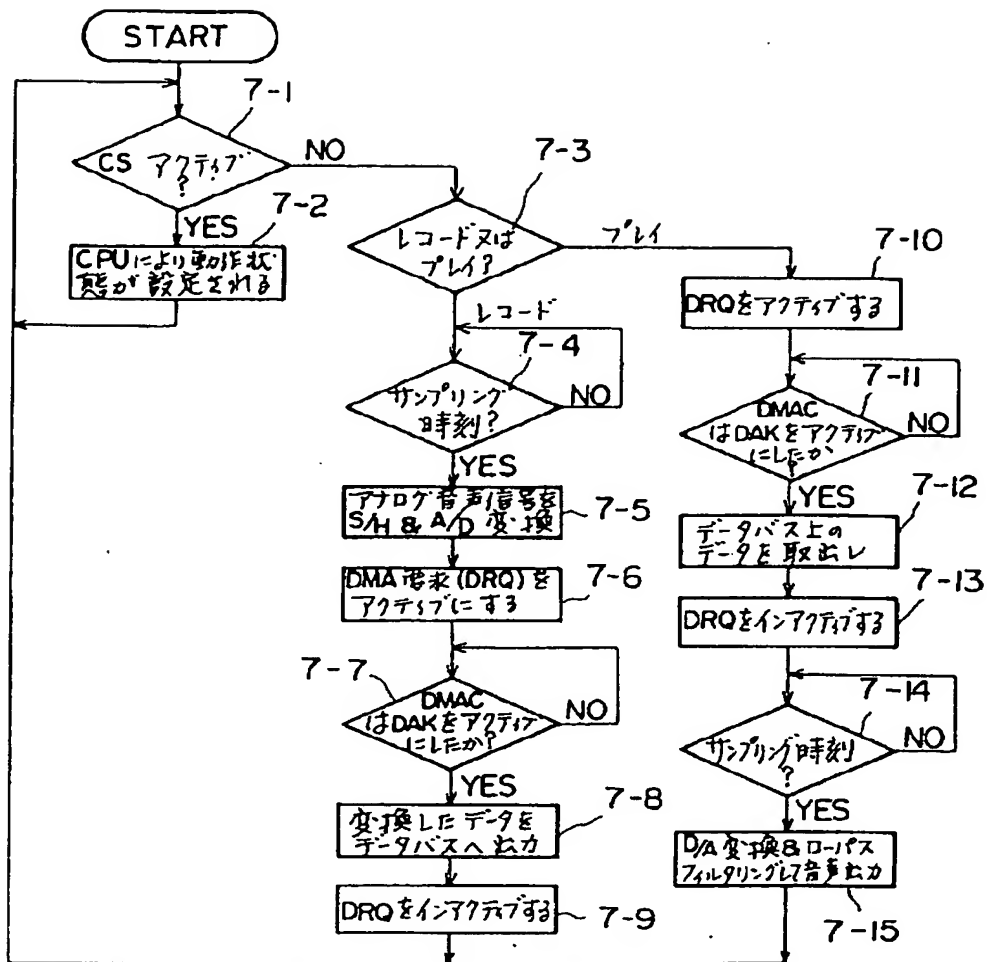 START
7-1
CS アクティブ
?
NO
YES
7-2
CPUにより動作状
態が設定される
7-3
レコード又は
プレイ?
プレイ
レコード
7-4
サンプリング
時刻?
NO
YES
アナログ音声信号を
S/H & A/D 変換
7-5
DMA要求(DRQ)を
アクティブにする
7-6
7-7
DMAC
はDAKをアクティブ
にしたか?
NO
YES
7-8
変換したデータを
データバスへ出力
DRQをインアクティブする
7-9
7-10
DRQをアクティブする
7-11
DMAC
はDAKをアクティブ
にしたか
?
NO
YES
7-12
データバス上の
データを取出し
7-13
DRQをインアクティブする
7-14
サンプリング時刻
?
NO
YES
D/A変換&ローパス
フィルタリングして音声出力
7-15